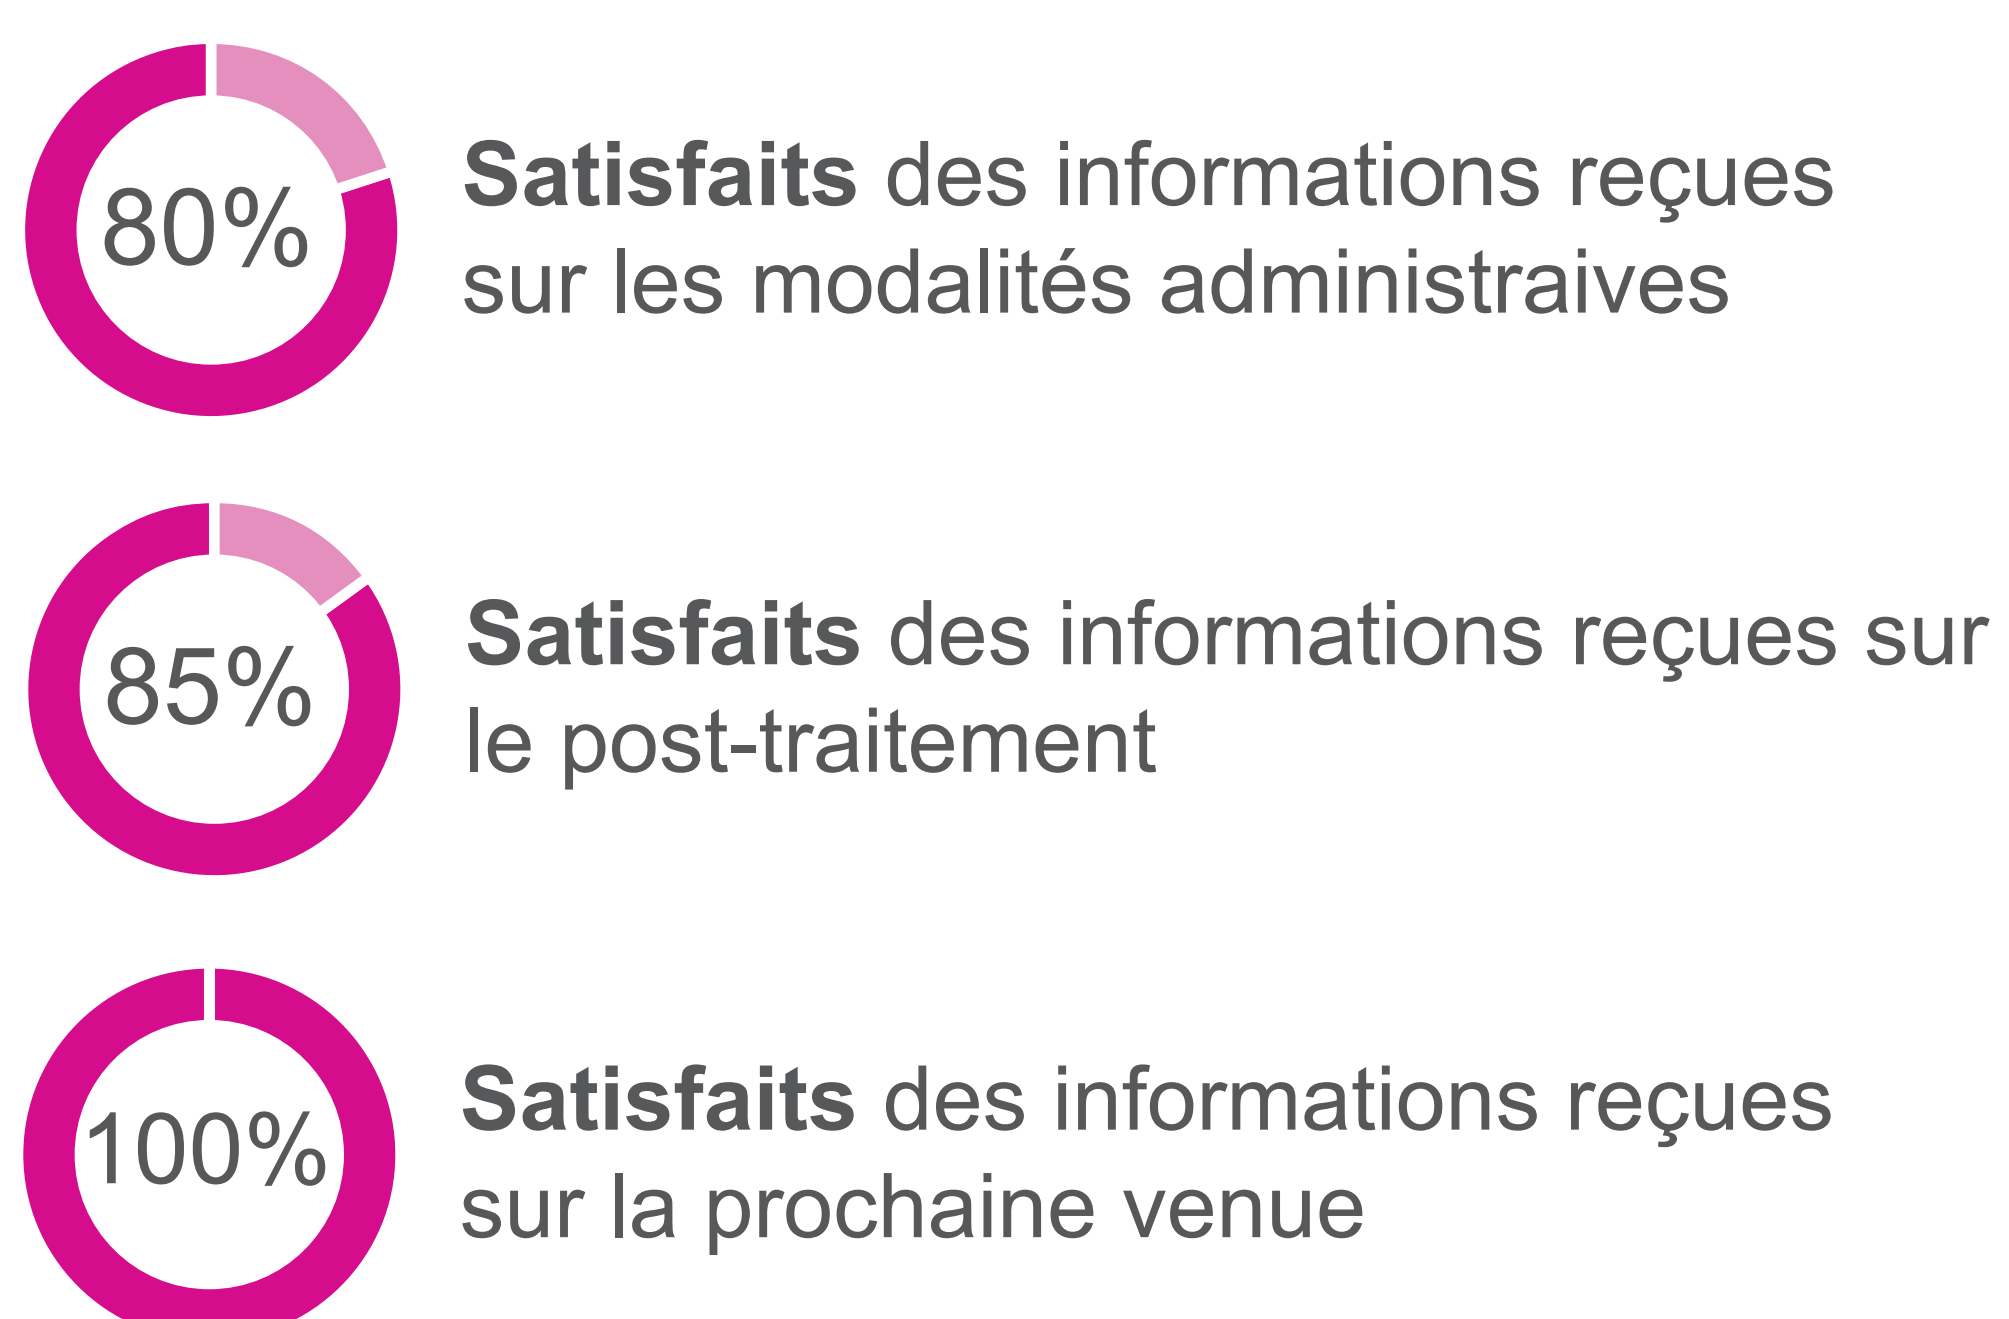 80%
Satisfaits des informations reçues
sur les modalités administraives
85%
Satisfaits des informations reçues sur
le post-traitement
100%
Satisfaits des informations reçues
sur la prochaine venue